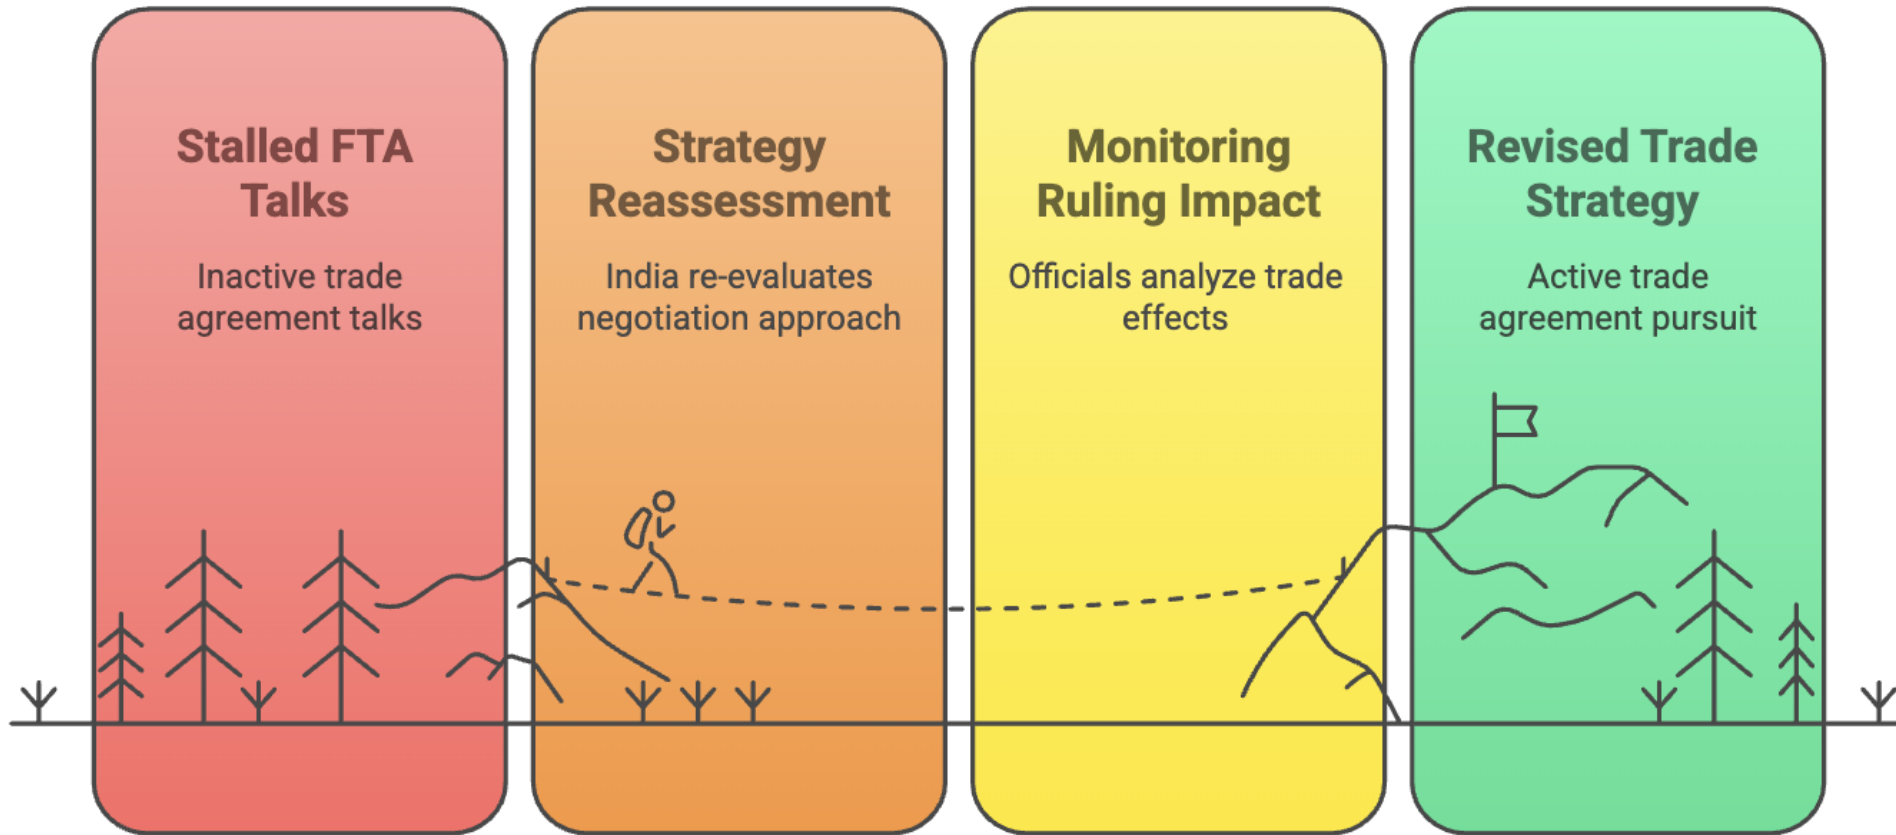 Stalled FTA
Talks
Inactive trade
agreement talks
Strategy
Reassessment
India re-evaluates
negotiation approach
Monitoring
Ruling Impact
Officials analyze trade
effects
Revised Trade
Strategy
Active trade
agreement pursuit